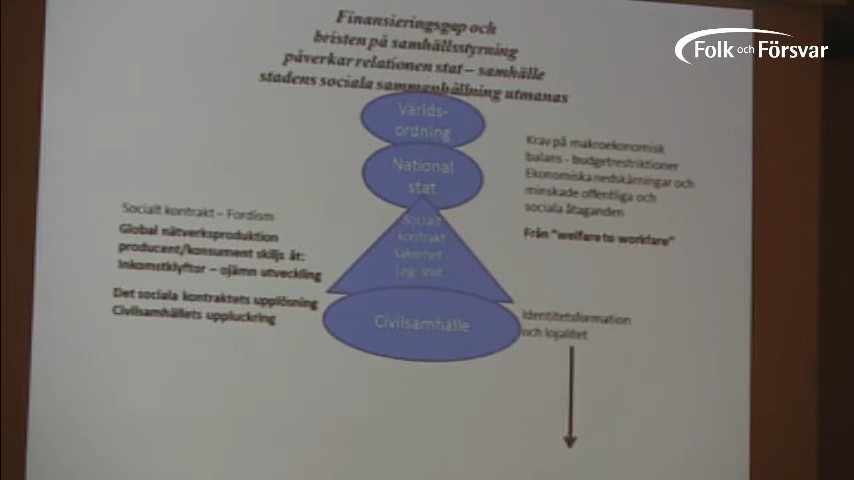 Finansieringsgap och
bristen på samhällsstyrning
påverkar relationen stat – samhälle
stadens sociala sammanhållning utmanas
Folk och Försvar
Världs-
ordning
National
stat
Socialt
kontrakt
Säkerhet
Civilsamhälle
Krav på makroekonomisk
balans - budgetrestriktioner
Ekonomiska nedskärningar och
minskade offentliga och
sociala åtaganden
Från "welfare to workfare"
Socialt kontrakt – Fordism
Global nätverksproduktion
producent/konsument skiljs åt:
Inkomstklyftor – ojämn utveckling
Det sociala kontraktets upplösning
Civilsamhällets uppluckring
Identitetsformation
och lojalitet